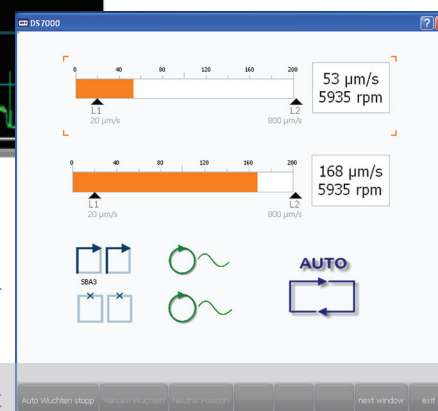 DS7000
?
0 40 80 120 160 200
53 µm/s
5935 rpm
L1
L2
20 µm/s
800 µm/s
0 40 80 120 160 200
168 µm/s
5935 rpm
L1
L2
20 µm/s
800 µm/s
SBA3
AUTO
Auto Wuchten stopp
Manuell Wuchten
Neutral Position
next window
exit